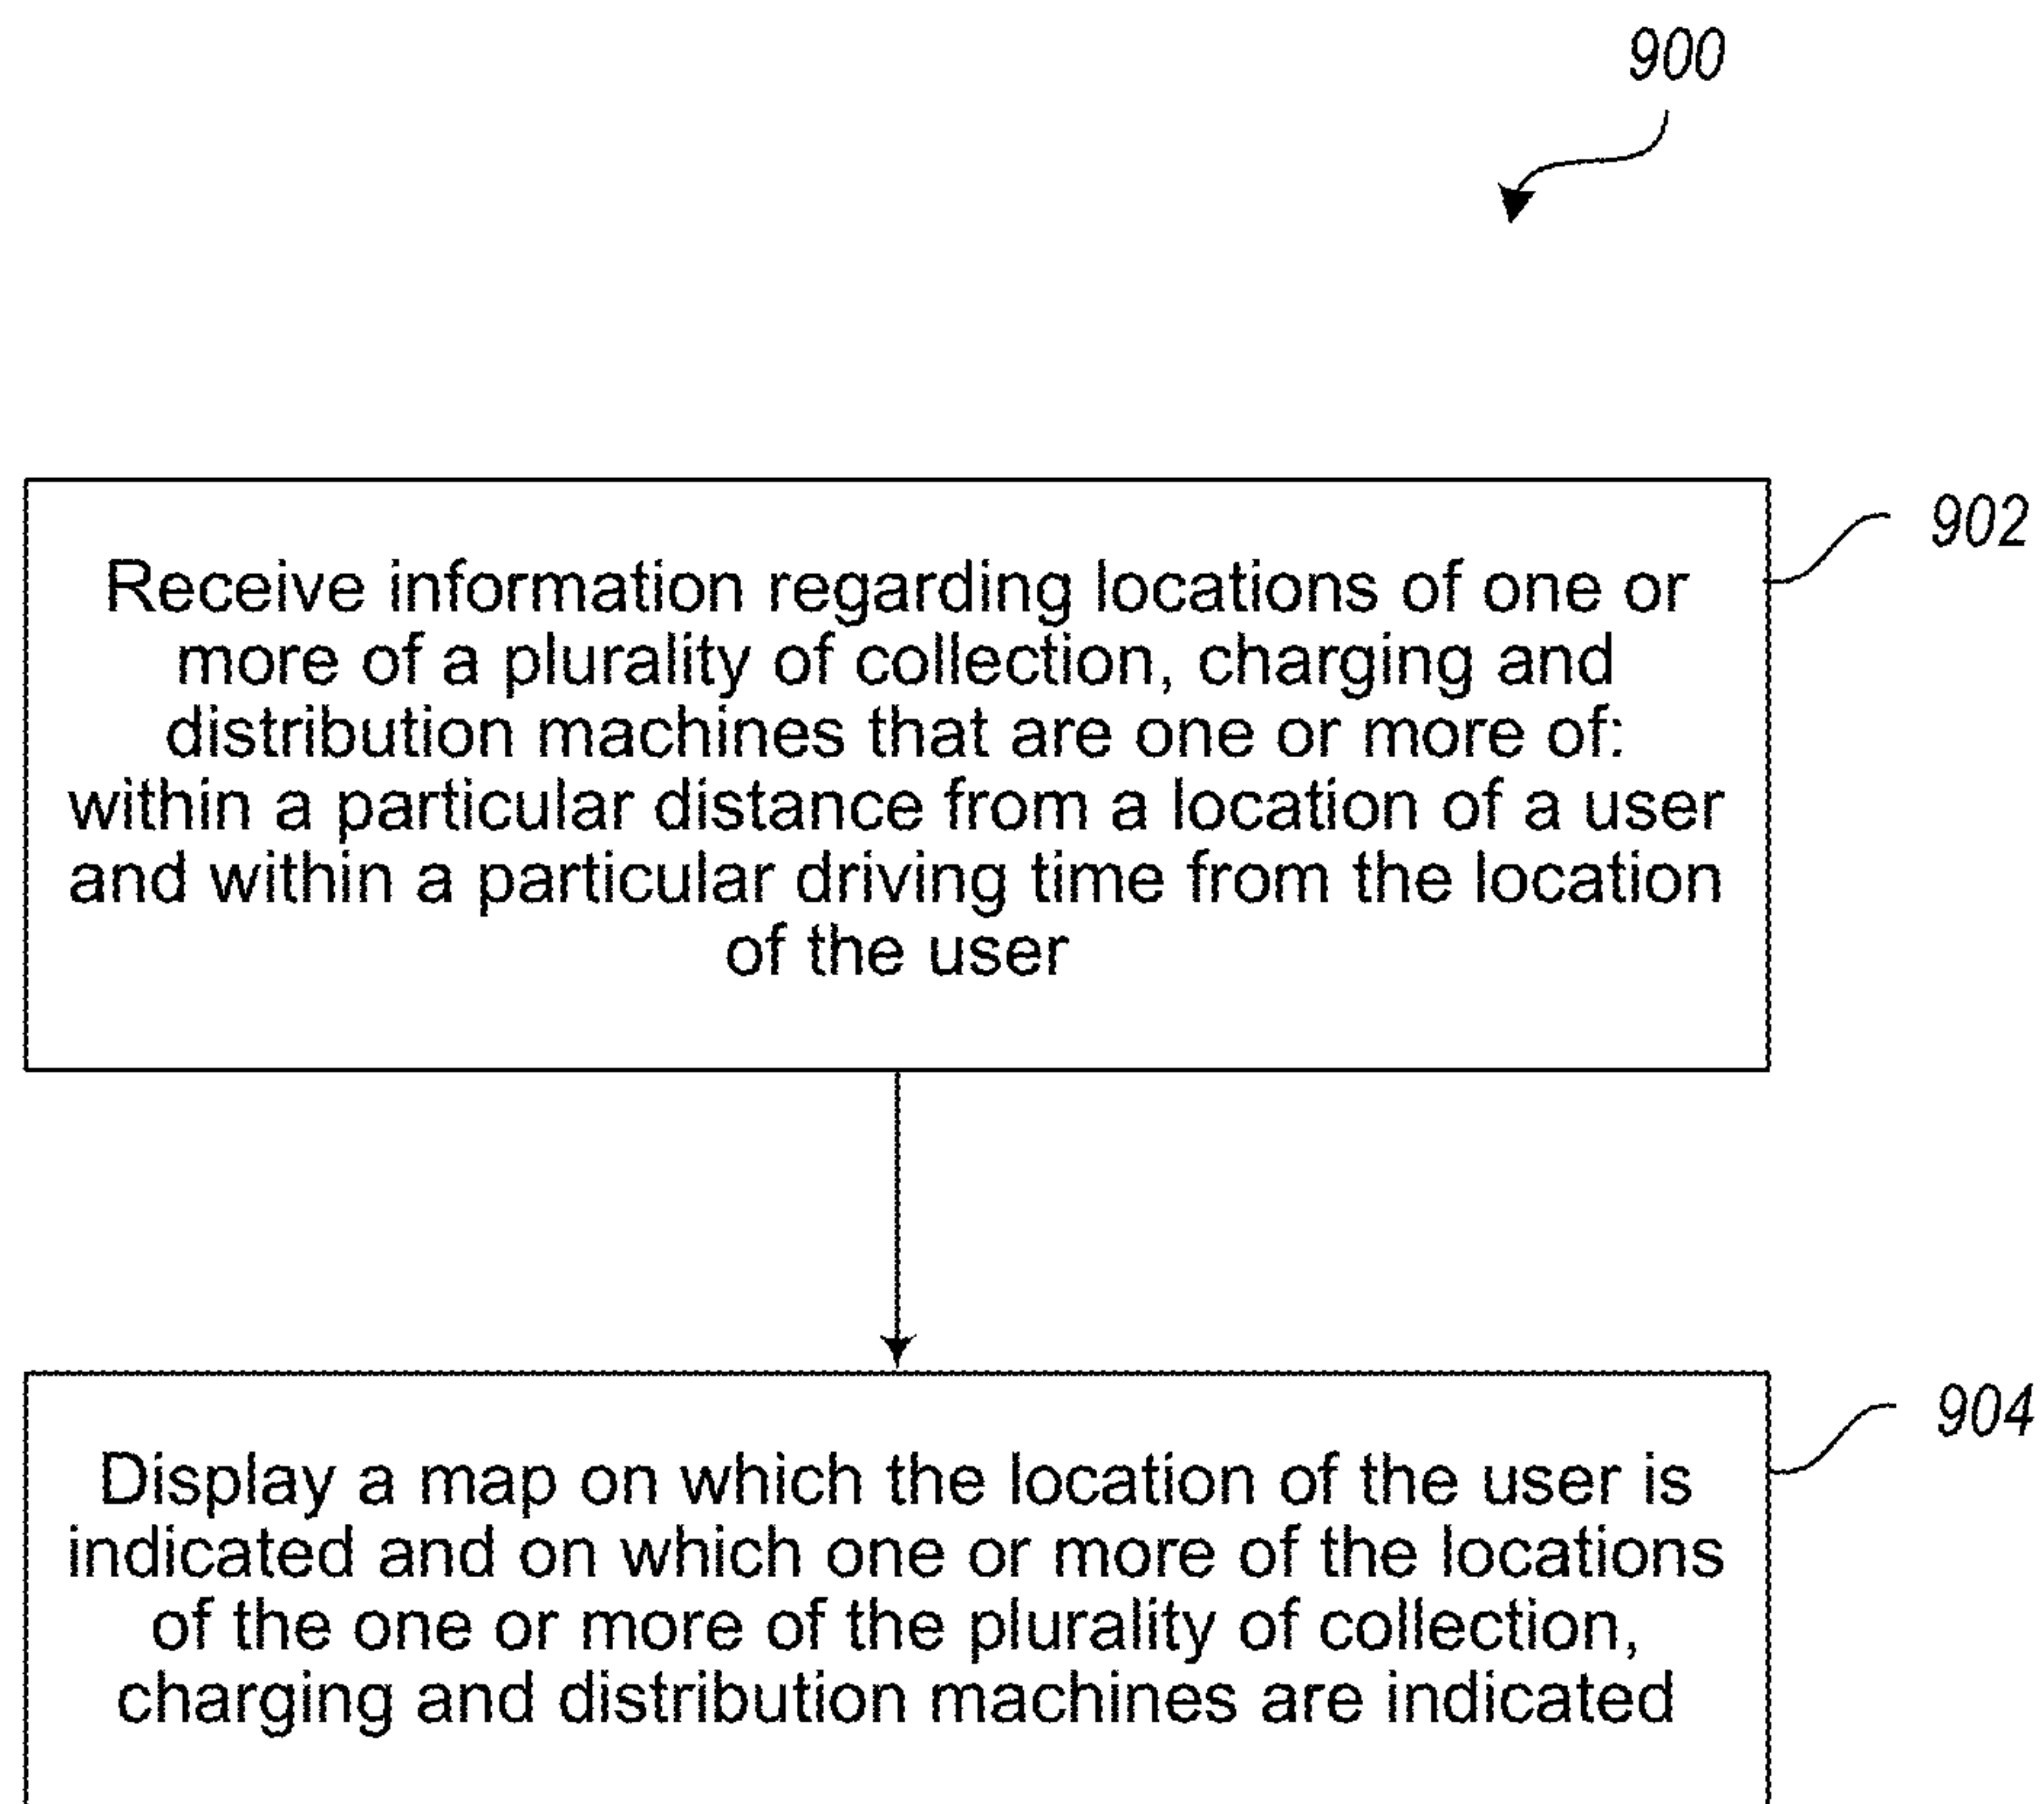 900
902
Receive information regarding locations of one or
more of a plurality of collection, charging and
distribution machines that are one or more of:
within a particular distance from a location of a user
and within a particular driving time from the location
of the user
904
Display a map on which the location of the user is
indicated and on which one or more of the locations
of the one or more of the plurality of collection,
charging and distribution machines are indicated